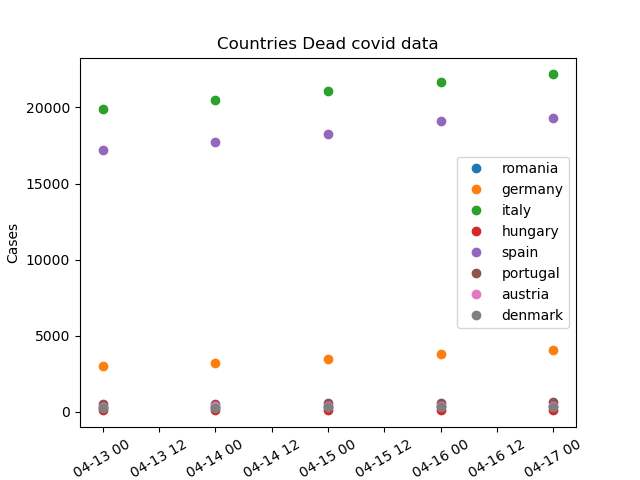 Countries Dead covid data
Cases
20000
15000
10000
5000
0
romania
germany
italy
hungary
spain
portugal
austria
denmark
04-13 00
04-13 12
04-14 00
04-14 12
04-15 00
04-15 12
04-16 00
04-16 12
04-17 00